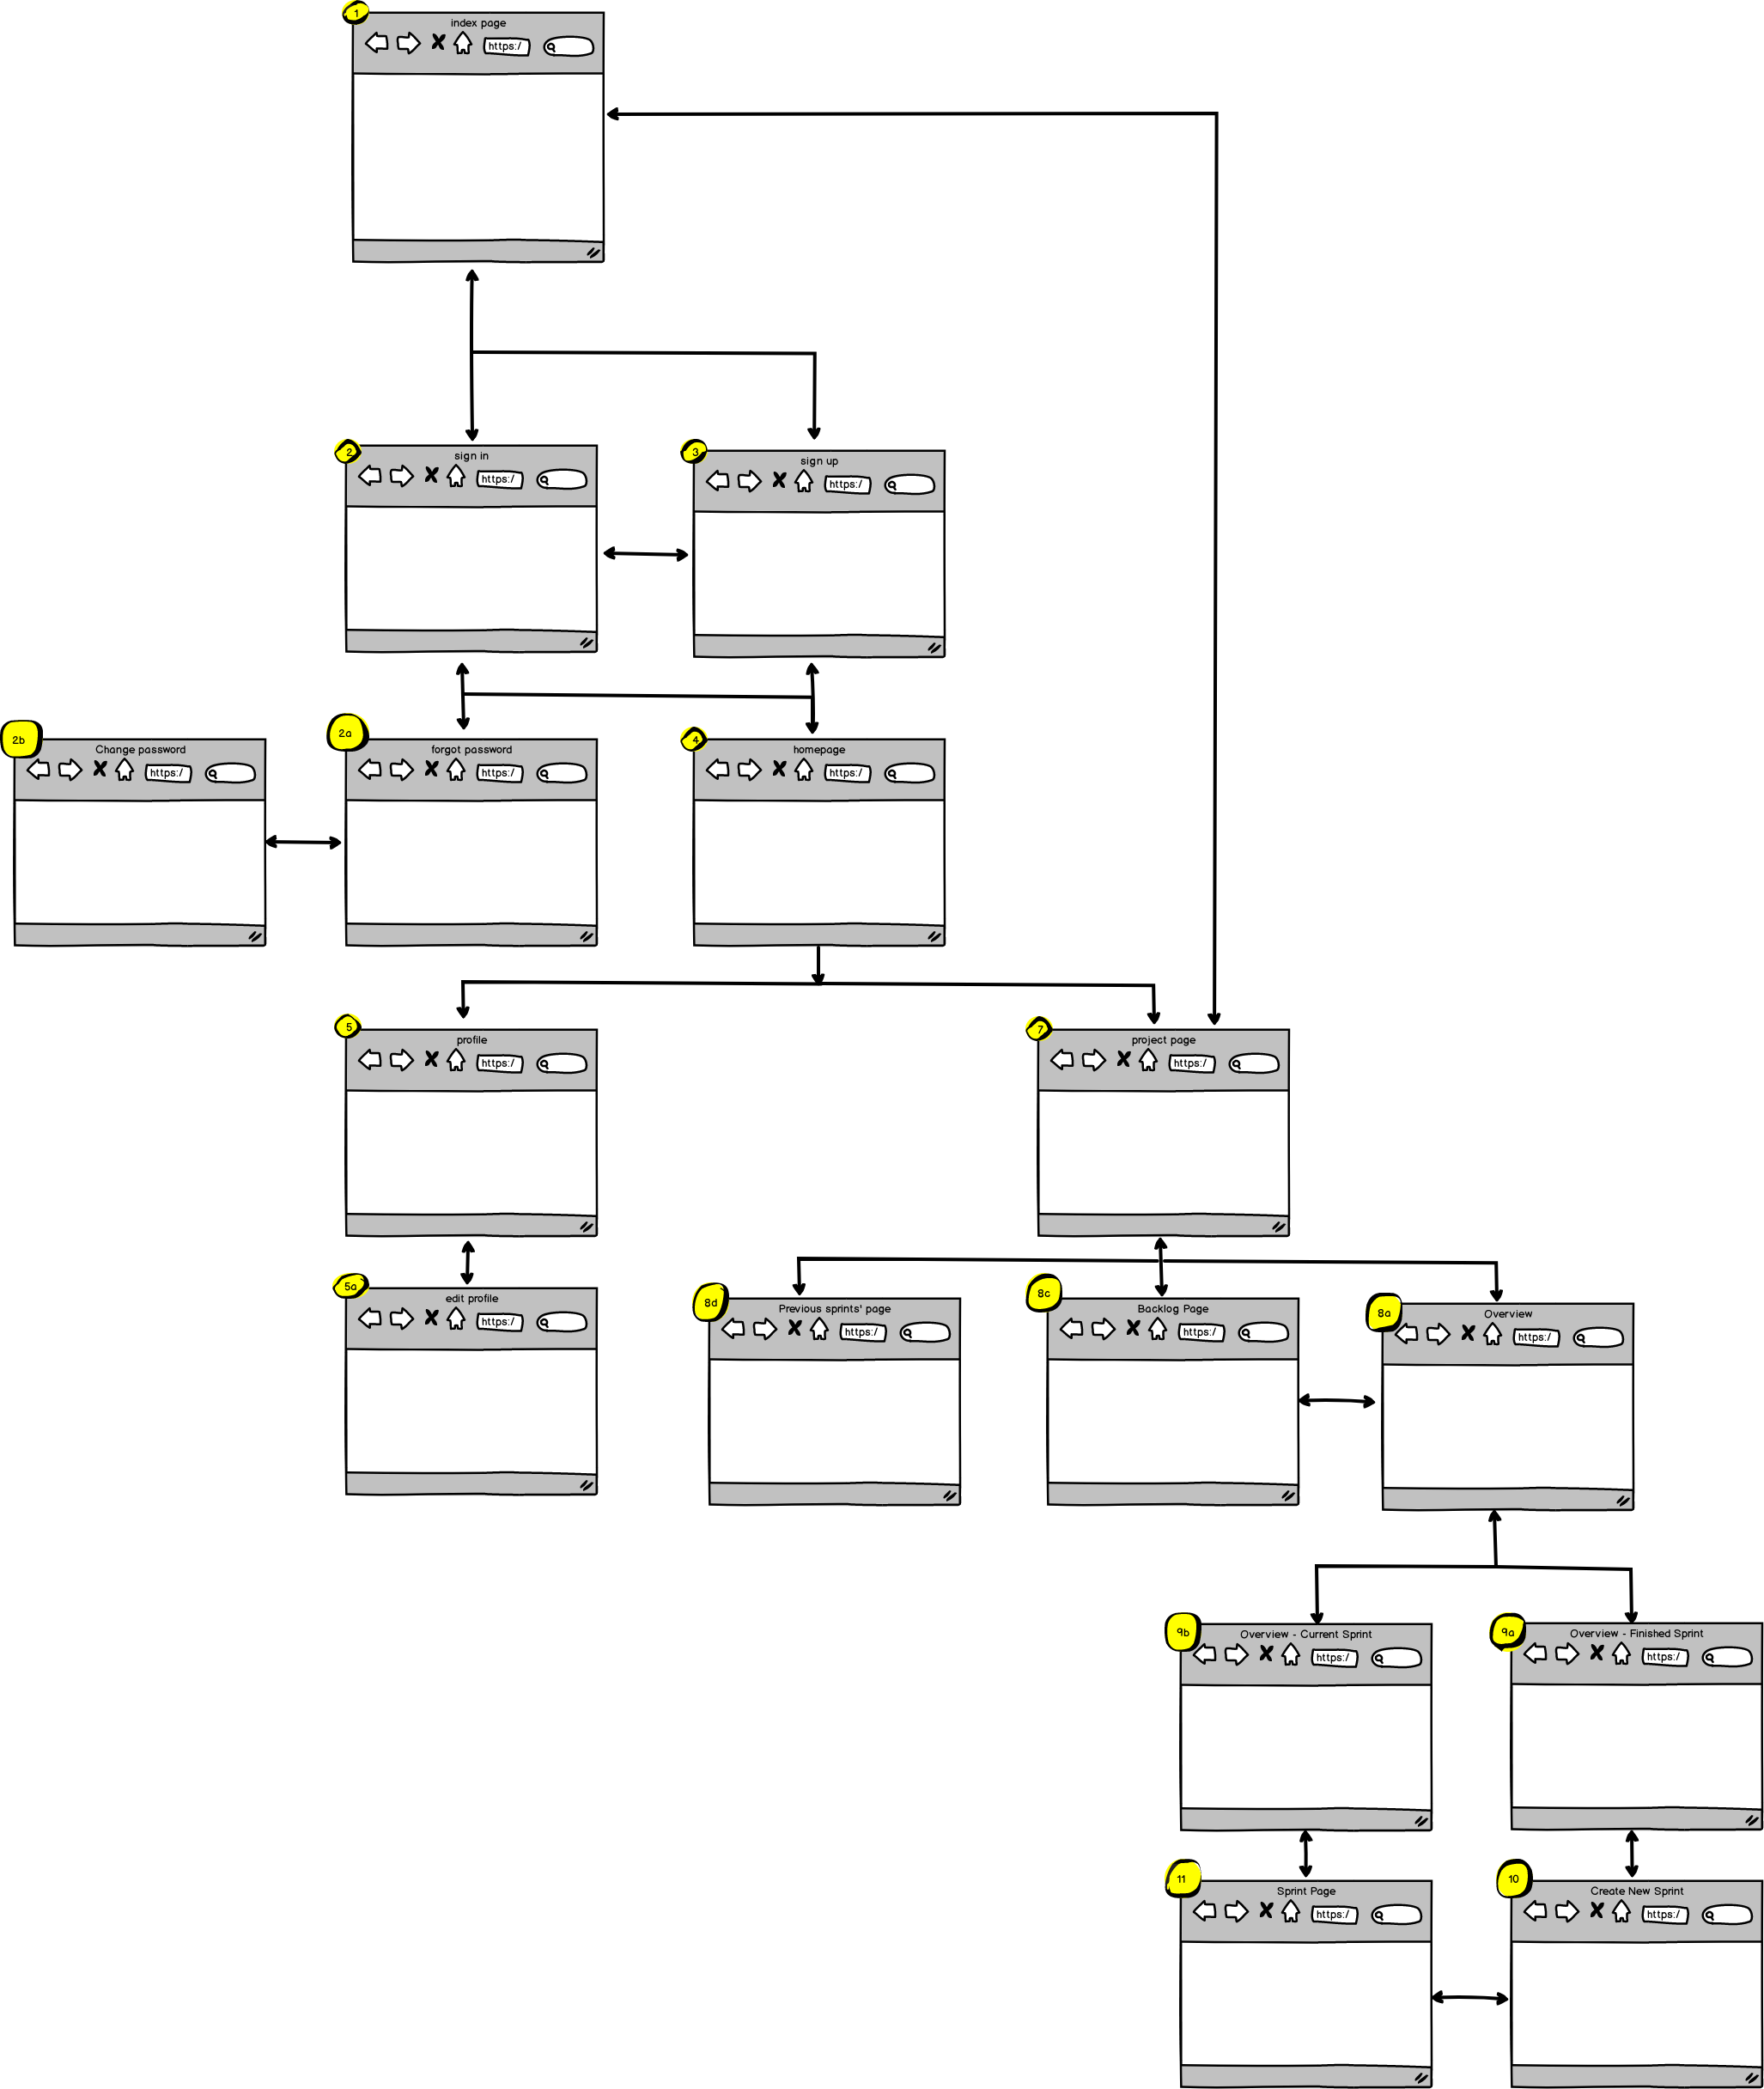 1
index page
https:/
2
sign in
https:/
3
sign up
https:/
2b
Change password
https:/
2a
forgot password
https:/
4
homepage
https:/
5
profile
https:/
7
project page
https:/
5a
edit profile
https:/
8d
Previous sprints' page
https:/
8c
Backlog Page
https:/
8a
Overview
https:/
9b
Overview - Current Sprint
https:/
9a
Overview - Finished Sprint
https:/
11
Sprint Page
https:/
10
Create New Sprint
https:/